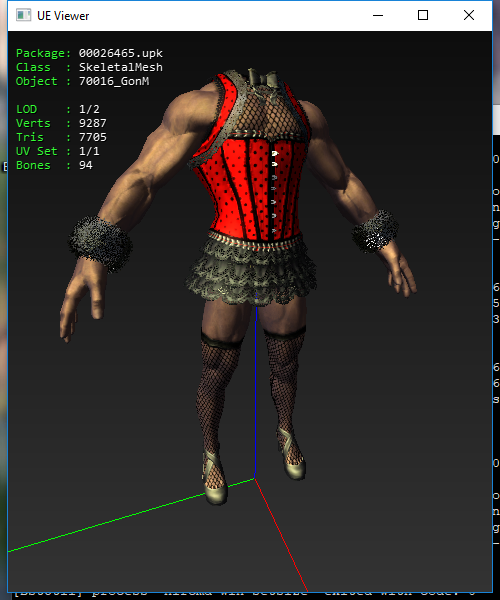 UE Viewer
Package: 00026465.upk
Class : SkeletalMesh
Object : 70016_GonM
LOD : 1/2
Verts : 9287
Tris : 7705
UV Set : 1/1
Bones : 94